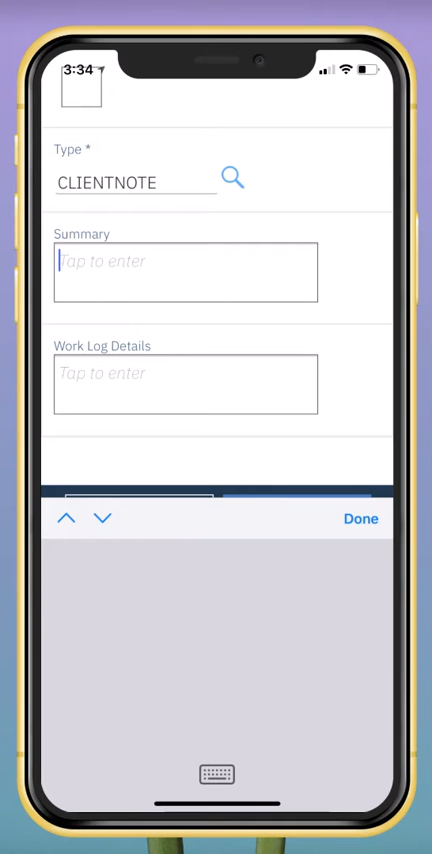 3:34
Type *
CLIENTNOTE
Summary
Tap to enter
Work Log Details
Tap to enter
Done